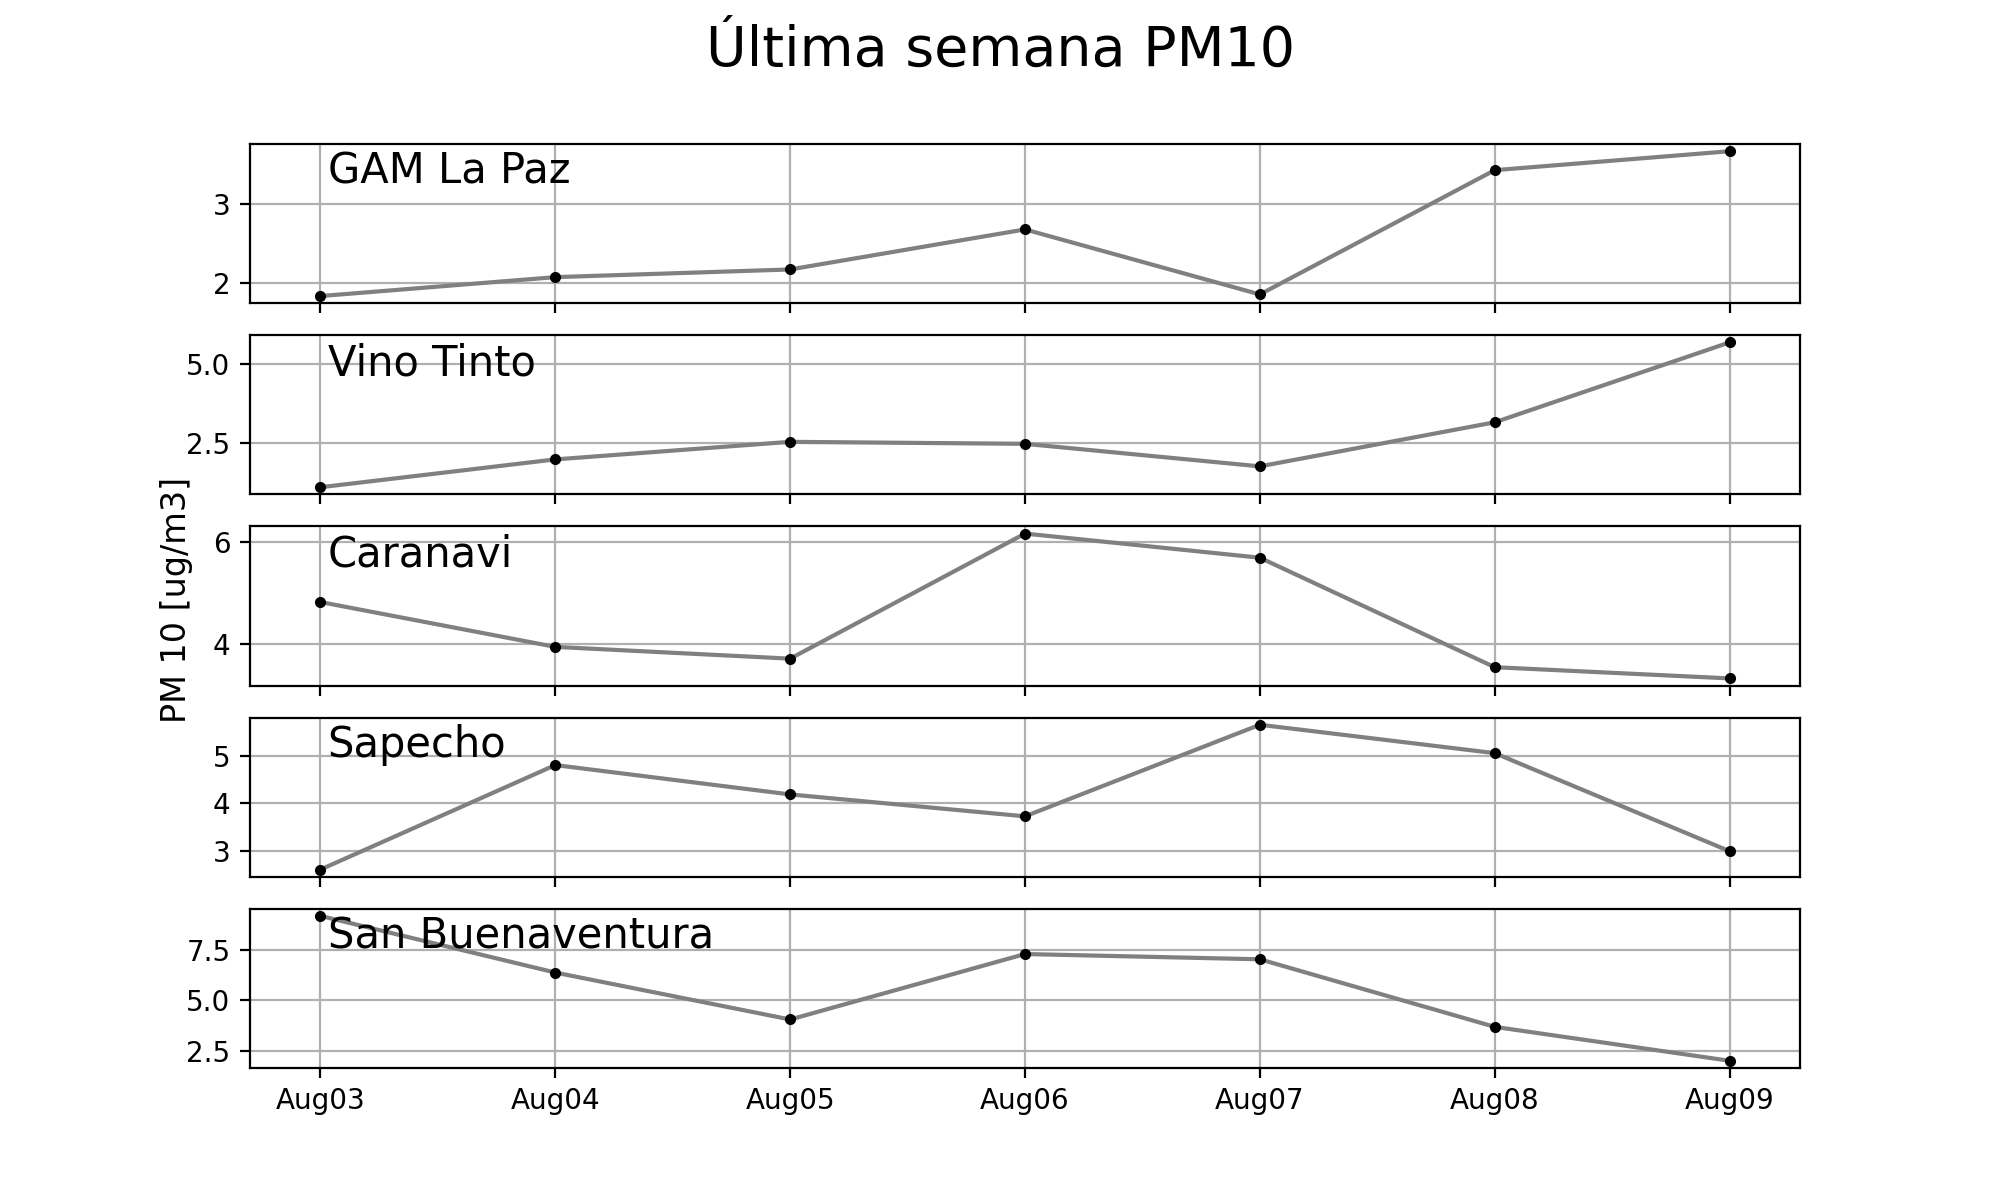 Última semana PM10
GAM La Paz
3
2
Vino Tinto
5.0
2.5
PM 10 [ug/m3]
Caranavi
6
4
Sapecho
5
4
3
San Buenaventura
7.5
5.0
2.5
Aug03 Aug04 Aug05 Aug06 Aug07 Aug08 Aug09